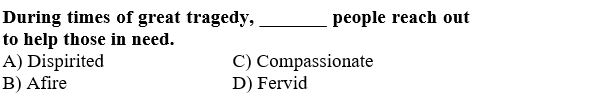 During times of great tragedy, _______ people reach out
to help those in need.
A) Dispirited C) Compassionate
B) Afire D) Fervid